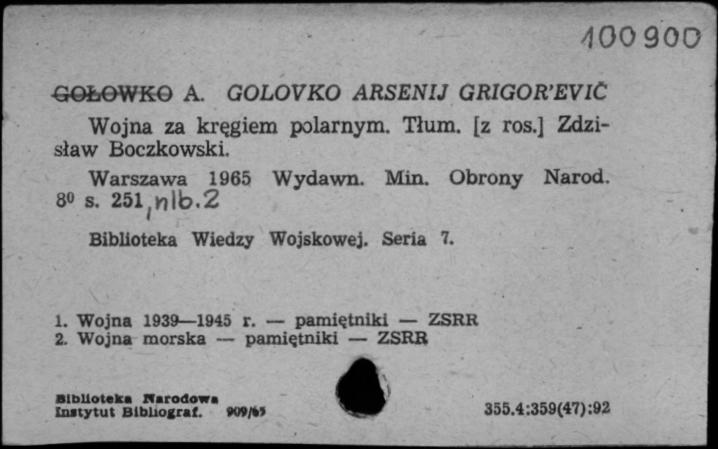 100900
GOŁOWKO A. GOLOVKO ARSENIJ GRIGOR'EVIČ
Wojna za kręgiem polarnym. Tłum. [z ros.] Zdzi-
sław Boczkowski.
Warszawa 1965 Wydawn. Min. Obrony Narod.
8⁰ s. 251, nlb. 2
Biblioteka Wiedzy Wojskowej. Seria 7.
1. Wojna 1939—1945 r. — pamiętniki — ZSRR
2. Wojna morska — pamiętniki — ZSRR
Biblioteka Narodowa
Instytut Bibliograf. 909/65
355.4:359(47):92